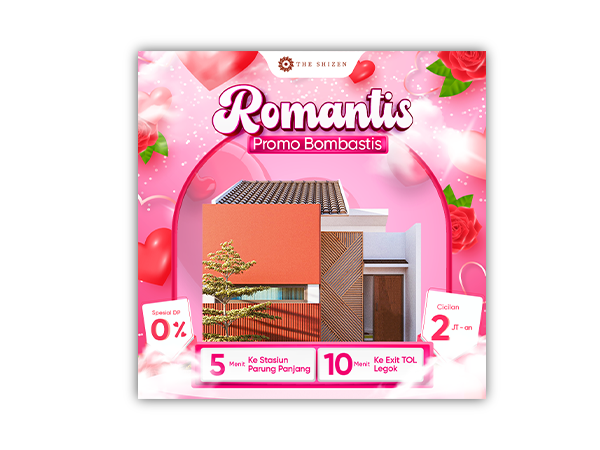 THE SHIZEN
Romantis
Promo Bombastis
Spesial DP
0%
Cicilan
2 JT - an
5 Menit Ke Stasiun
Parung Panjang
10 Menit Ke Exit TOL
Legok